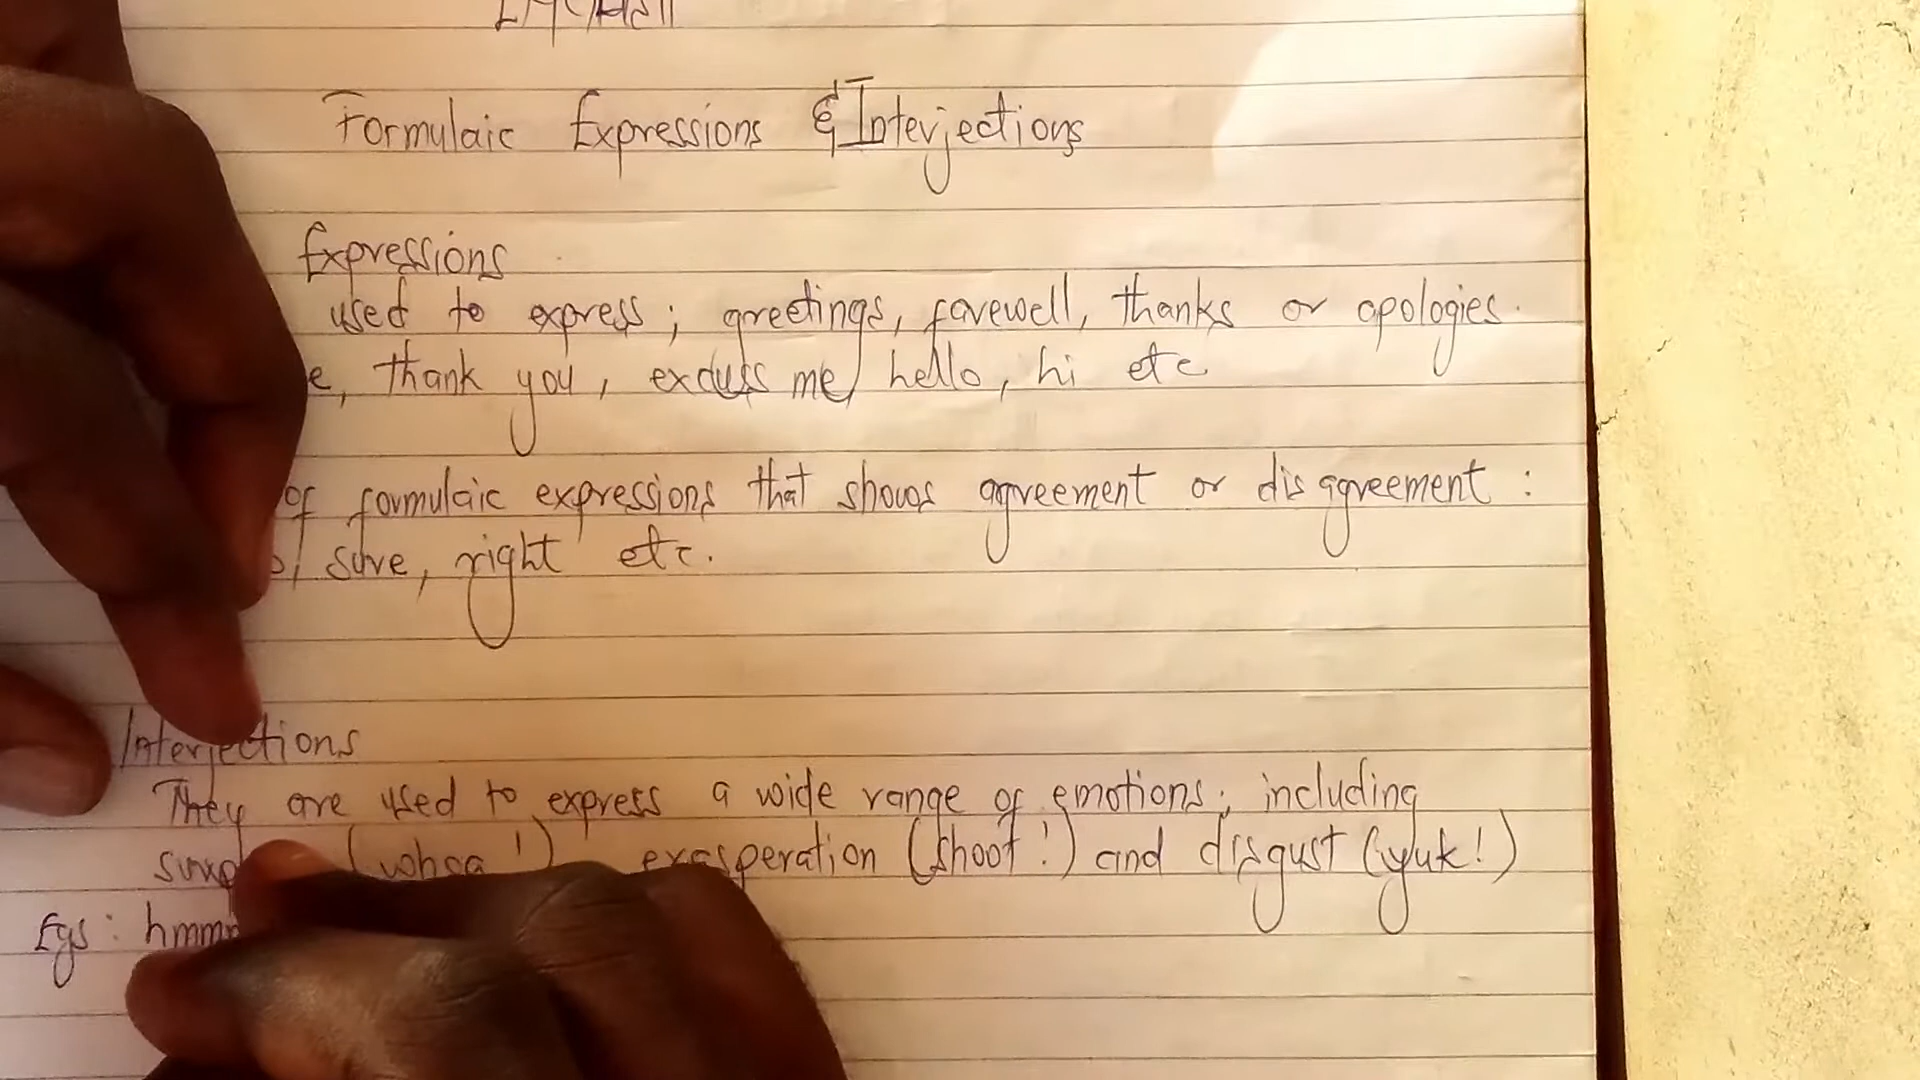 Formulaic Expressions & Interjections
Expressions
used to express; greetings, farewell, thanks or apologies.
thank you, excuse me, hello, hi etc
of formulaic expressions that shows agreement or disagreement :
sure, right etc.
Interjections
They are used to express a wide range of emotions; including
(whoa!) exasperation (shoot!) and disgust (yuk!)
Egs :